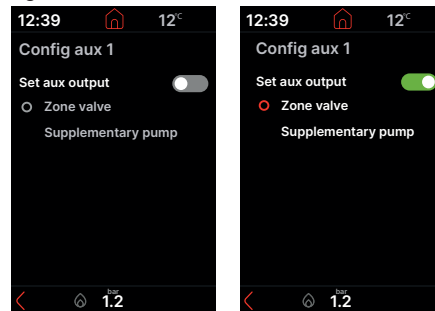 12:39 12°C
Config aux 1
Set aux output
Zone valve
Supplementary pump
bar
1.2
12:39 12°C
Config aux 1
Set aux output
Zone valve
Supplementary pump
bar
1.2